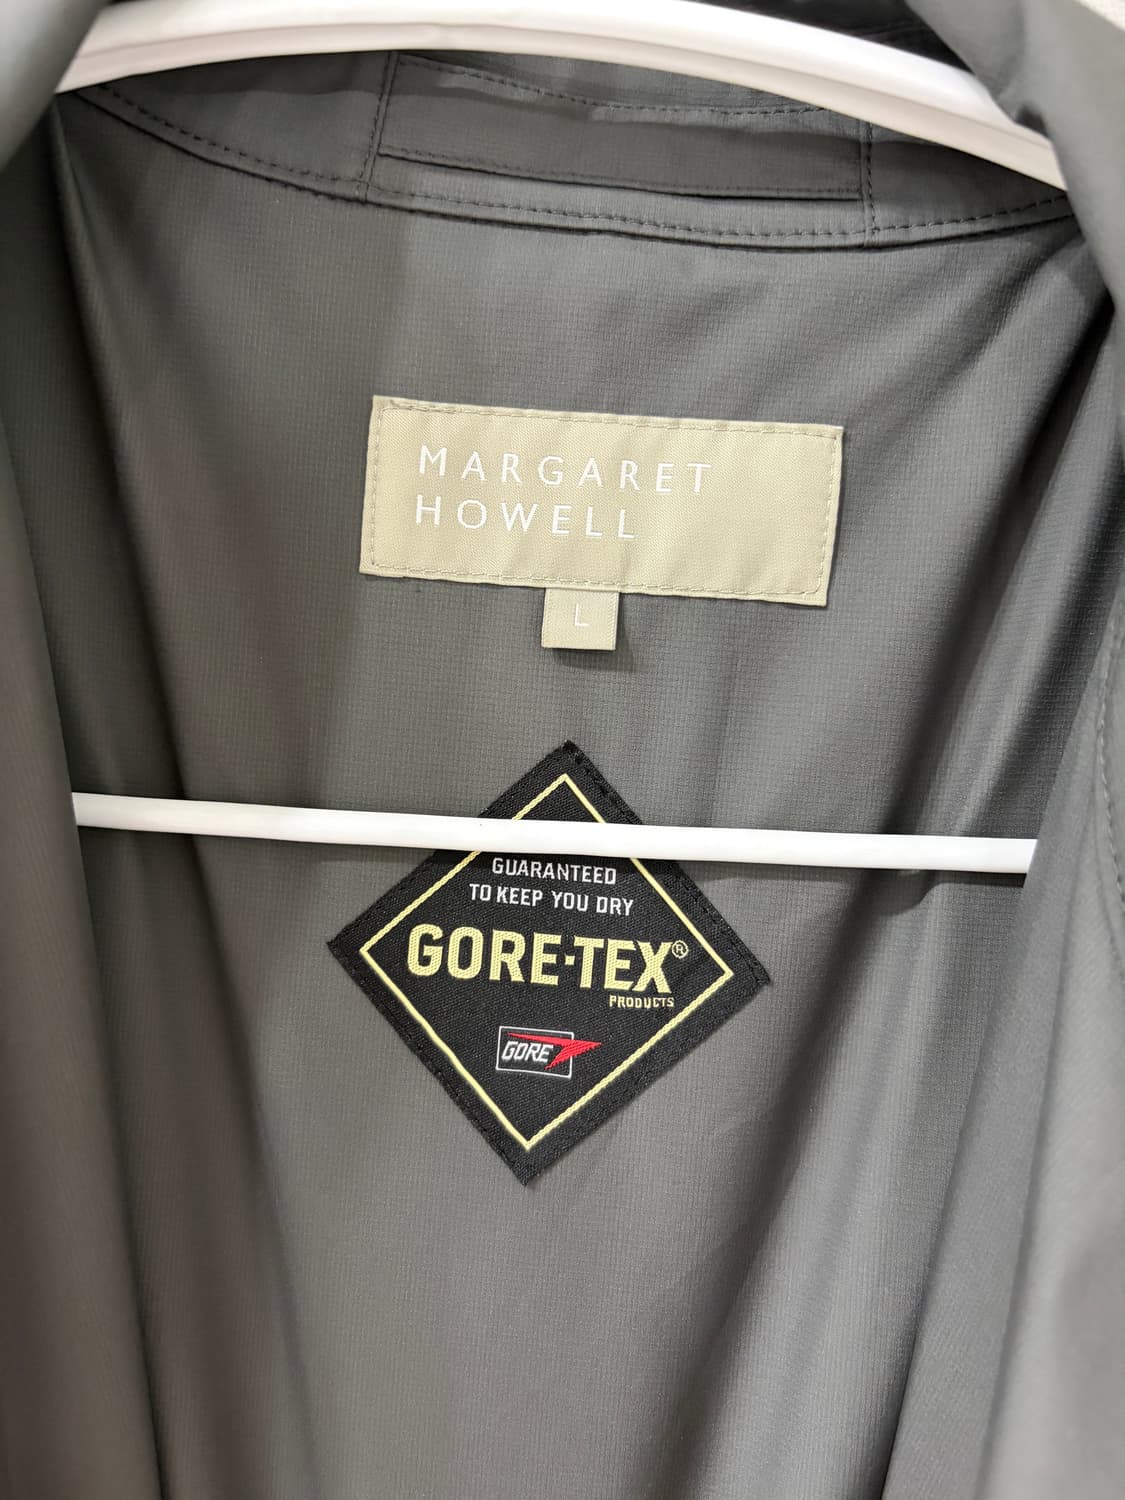 MARGARET
HOWELL
L
GUARANTEED
TO KEEP YOU DRY
GORE-TEX®
PRODUCTS
GORE